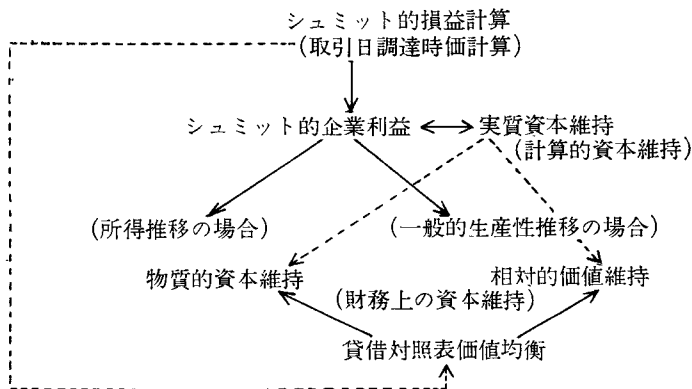 シュミット的損益計算
(取引日調達時価計算)
シュミット的企業利益
実質資本維持
(計算的資本維持)
(所得推移の場合)
(一般的生産性推移の場合)
物質的資本維持
相対的価値維持
(財務上の資本維持)
貸借対照表価値均衡